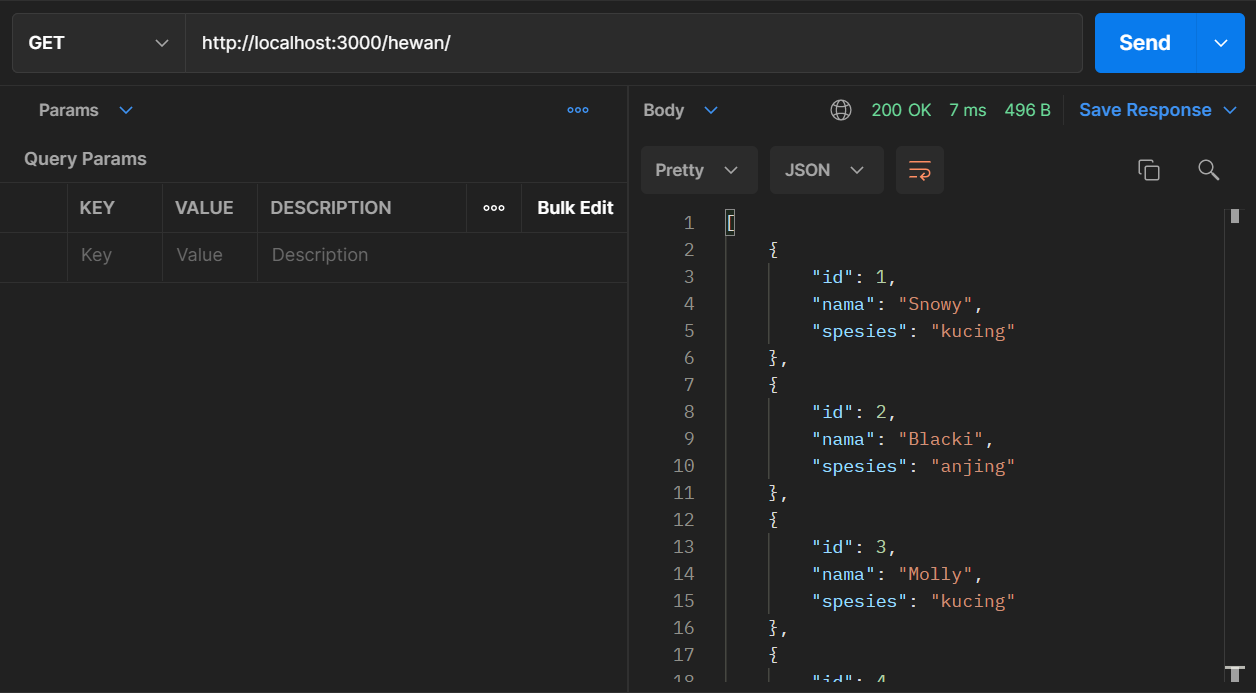 GET http://localhost:3000/hewan/ Send
Params
Query Params
KEY VALUE DESCRIPTION Bulk Edit
Key Value Description
Body 200 OK 7 ms 496 B Save Response
Pretty JSON
1 [
2 {
3 "id": 1,
4 "nama": "Snowy",
5 "spesies": "kucing"
6 },
7 {
8 "id": 2,
9 "nama": "Blacki",
10 "spesies": "anjing"
11 },
12 {
13 "id": 3,
14 "nama": "Molly",
15 "spesies": "kucing"
16 },
17 {
18 "id": 4